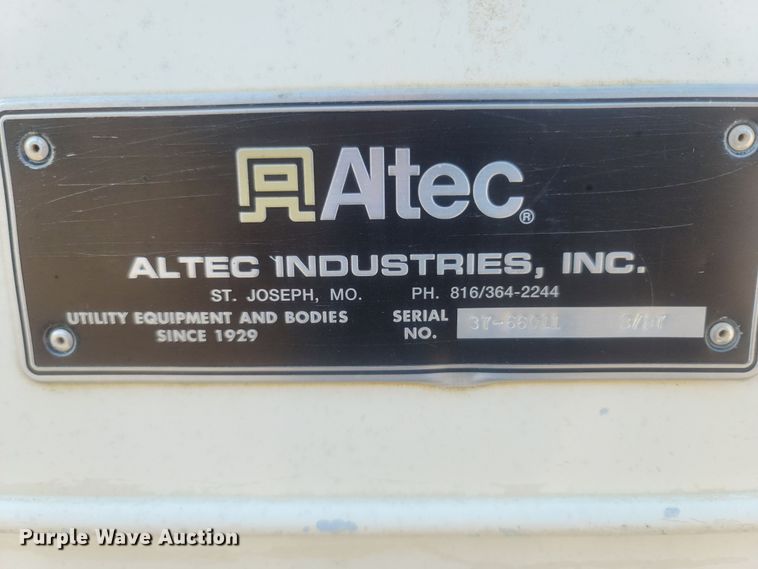 Altec®
ALTEC INDUSTRIES, INC.
ST. JOSEPH, MO. PH. 816/364-2244
UTILITY EQUIPMENT AND BODIES
SINCE 1929
SERIAL
NO.
Purple Wave Auction